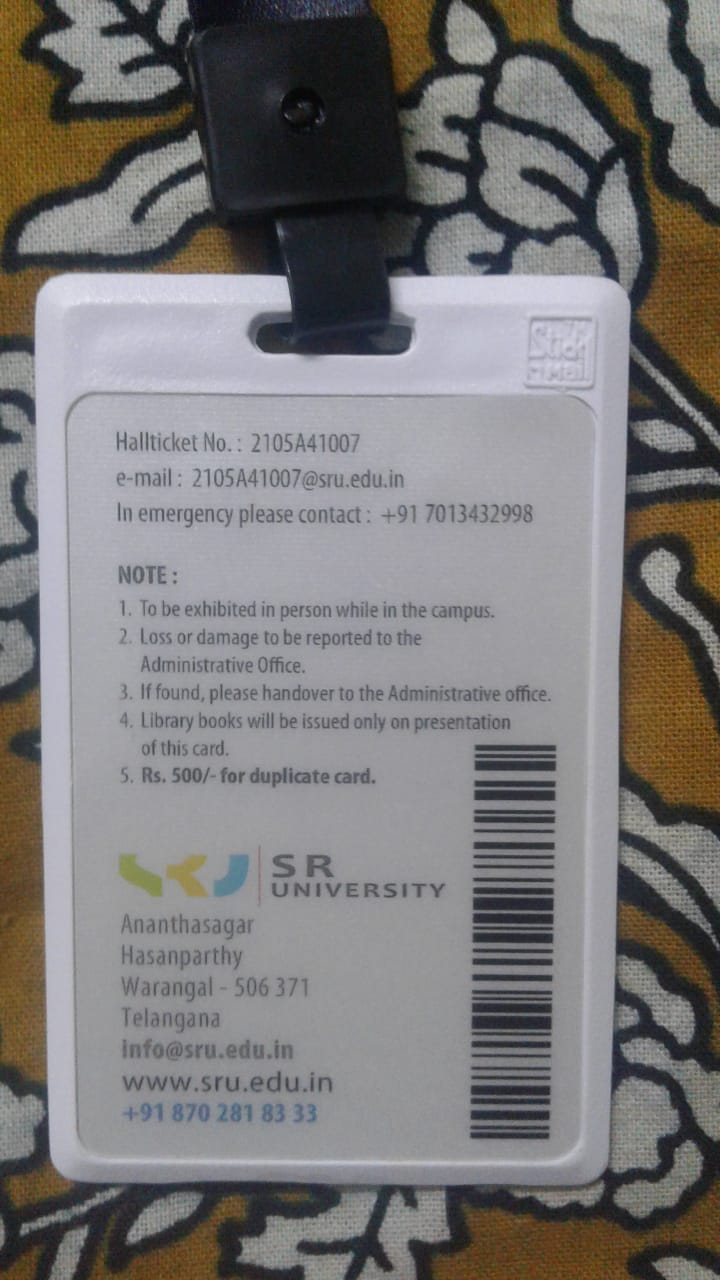 Stick
Mail
Hallticket No. : 2105A41007
e-mail : 2105A41007@sru.edu.in
In emergency please contact : +91 7013432998
NOTE :
1. To be exhibited in person while in the campus.
2. Loss or damage to be reported to the
Administrative Office.
3. If found, please handover to the Administrative office.
4. Library books will be issued only on presentation
of this card.
5. Rs. 500/- for duplicate card.
SR
UNIVERSITY
Ananthasagar
Hasanparthy
Warangal - 506 371
Telangana
info@sru.edu.in
www.sru.edu.in
+91 870 281 83 33